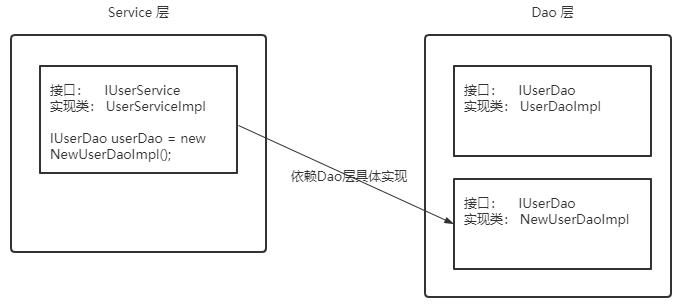 Service 层
接口： IUserService
实现类： UserServiceImpl
IUserDao userDao = new
NewUserDaoImpl();
依赖Dao层具体实现
Dao 层
接口： IUserDao
实现类： UserDaoImpl
接口： IUserDao
实现类： NewUserDaoImpl